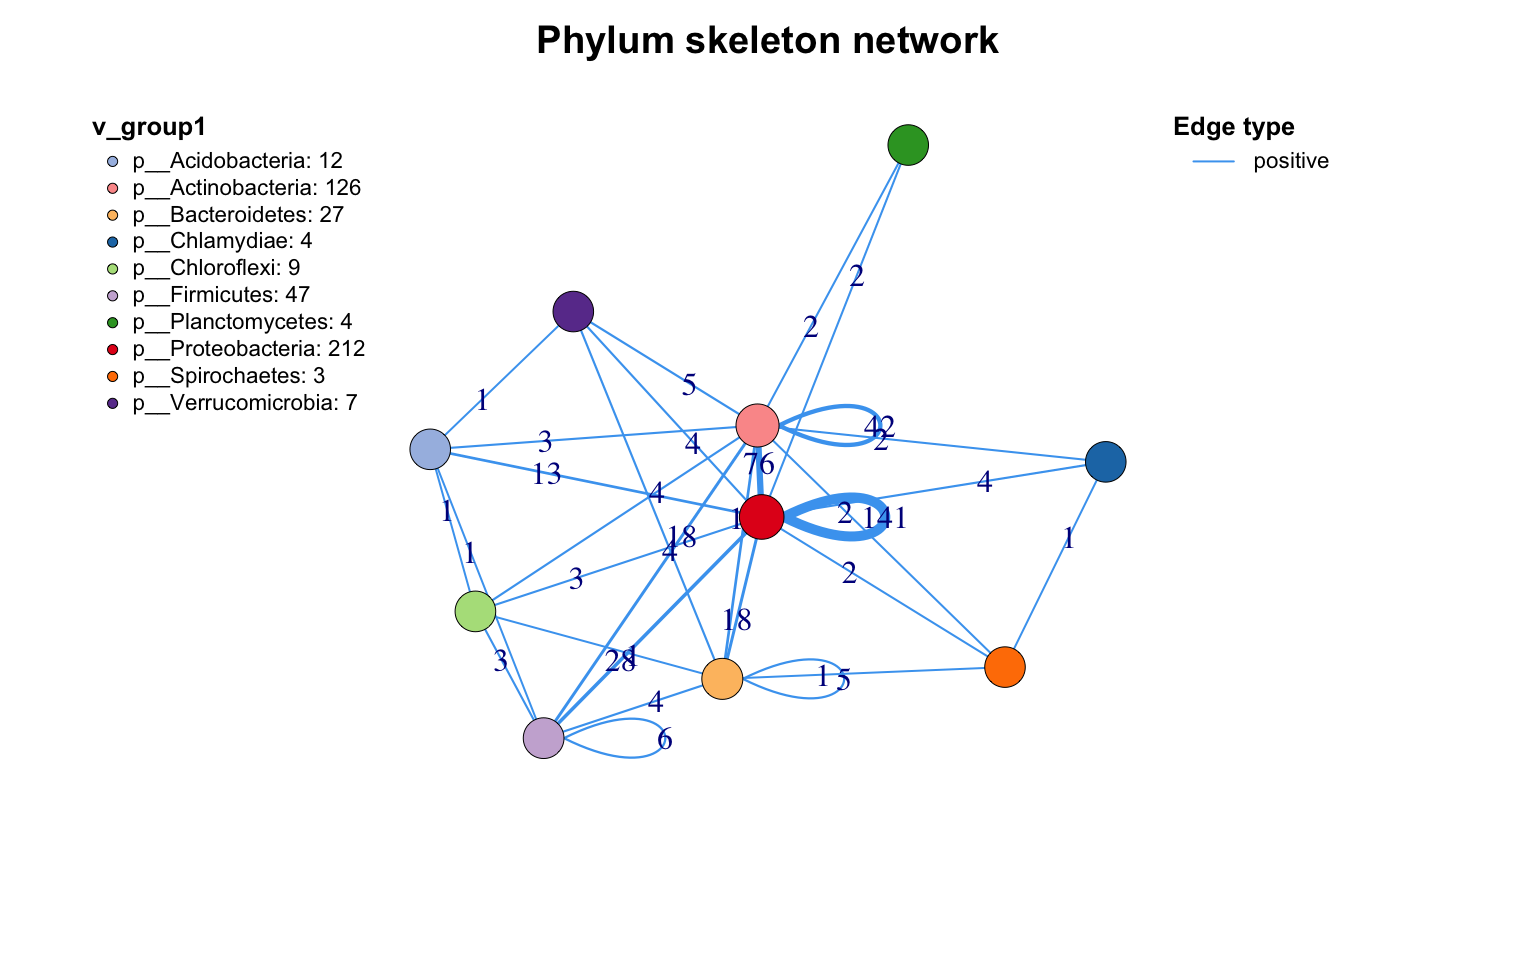 Phylum skeleton network
v_group1
p__Acidobacteria: 12
p__Actinobacteria: 126
p__Bacteroidetes: 27
p__Chlamydiae: 4
p__Chloroflexi: 9
p__Firmicutes: 47
p__Planctomycetes: 4
p__Proteobacteria: 212
p__Spirochaetes: 3
p__Verrucomicrobia: 7
Edge type
positive
2
2
5
1
42
2
3
4
76
13
4
4
1
2
141
18
4
1
1
3
2
1
18
3
28
1
4
1
5
6